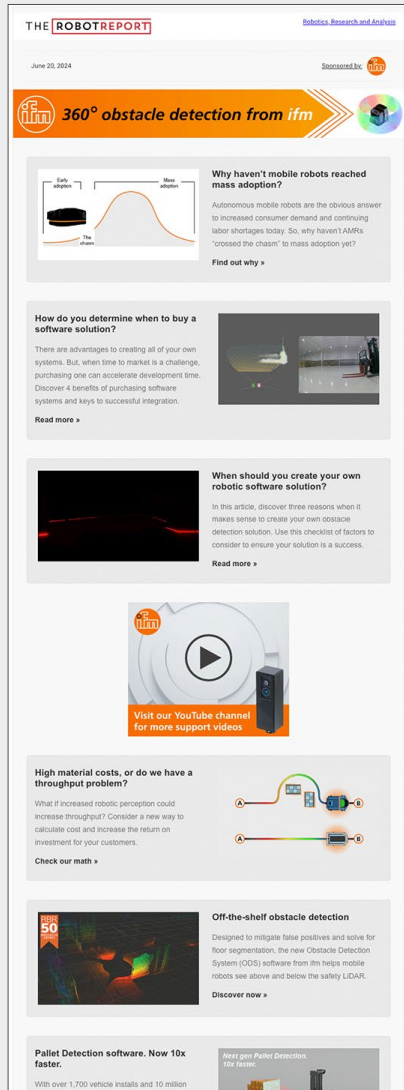 THE ROBOTREPORT
Robotics, Research and Analysis
June 20, 2024
Sponsored by:
ifm
ifm
360° obstacle detection from ifm
Early
adoption
Mass
adoption
The
chasm
Why haven't mobile robots reached
mass adoption?
Autonomous mobile robots are the obvious answer
to increased consumer demand and continuing
labor shortages today. So, why haven't AMRs
"crossed the chasm" to mass adoption yet?
Find out why »
How do you determine when to buy a
software solution?
There are advantages to creating all of your own
systems. But, when time to market is a challenge,
purchasing one can accelerate development time.
Discover 4 benefits of purchasing software
systems and keys to successful integration.
Read more »
When should you create your own
robotic software solution?
In this article, discover three reasons when it
makes sense to create your own obstacle
detection solution. Use this checklist of factors to
consider to ensure your solution is a success.
Read more »
ifm
Visit our YouTube channel
for more support videos
High material costs, or do we have a
throughput problem?
What if increased robotic perception could
increase throughput? Consider a new way to
calculate cost and increase the return on
investment for your customers.
Check our math »
A
B
A
B
RBR
50
Off-the-shelf obstacle detection
Designed to mitigate false positives and solve for
floor segmentation, the new Obstacle Detection
System (ODS) software from ifm helps mobile
robots see above and below the safety LiDAR.
Discover now »
Pallet Detection software. Now 10x
faster.
With over 1,700 vehicle installs and 10 million
Next gen Pallet Detection.
10x faster.